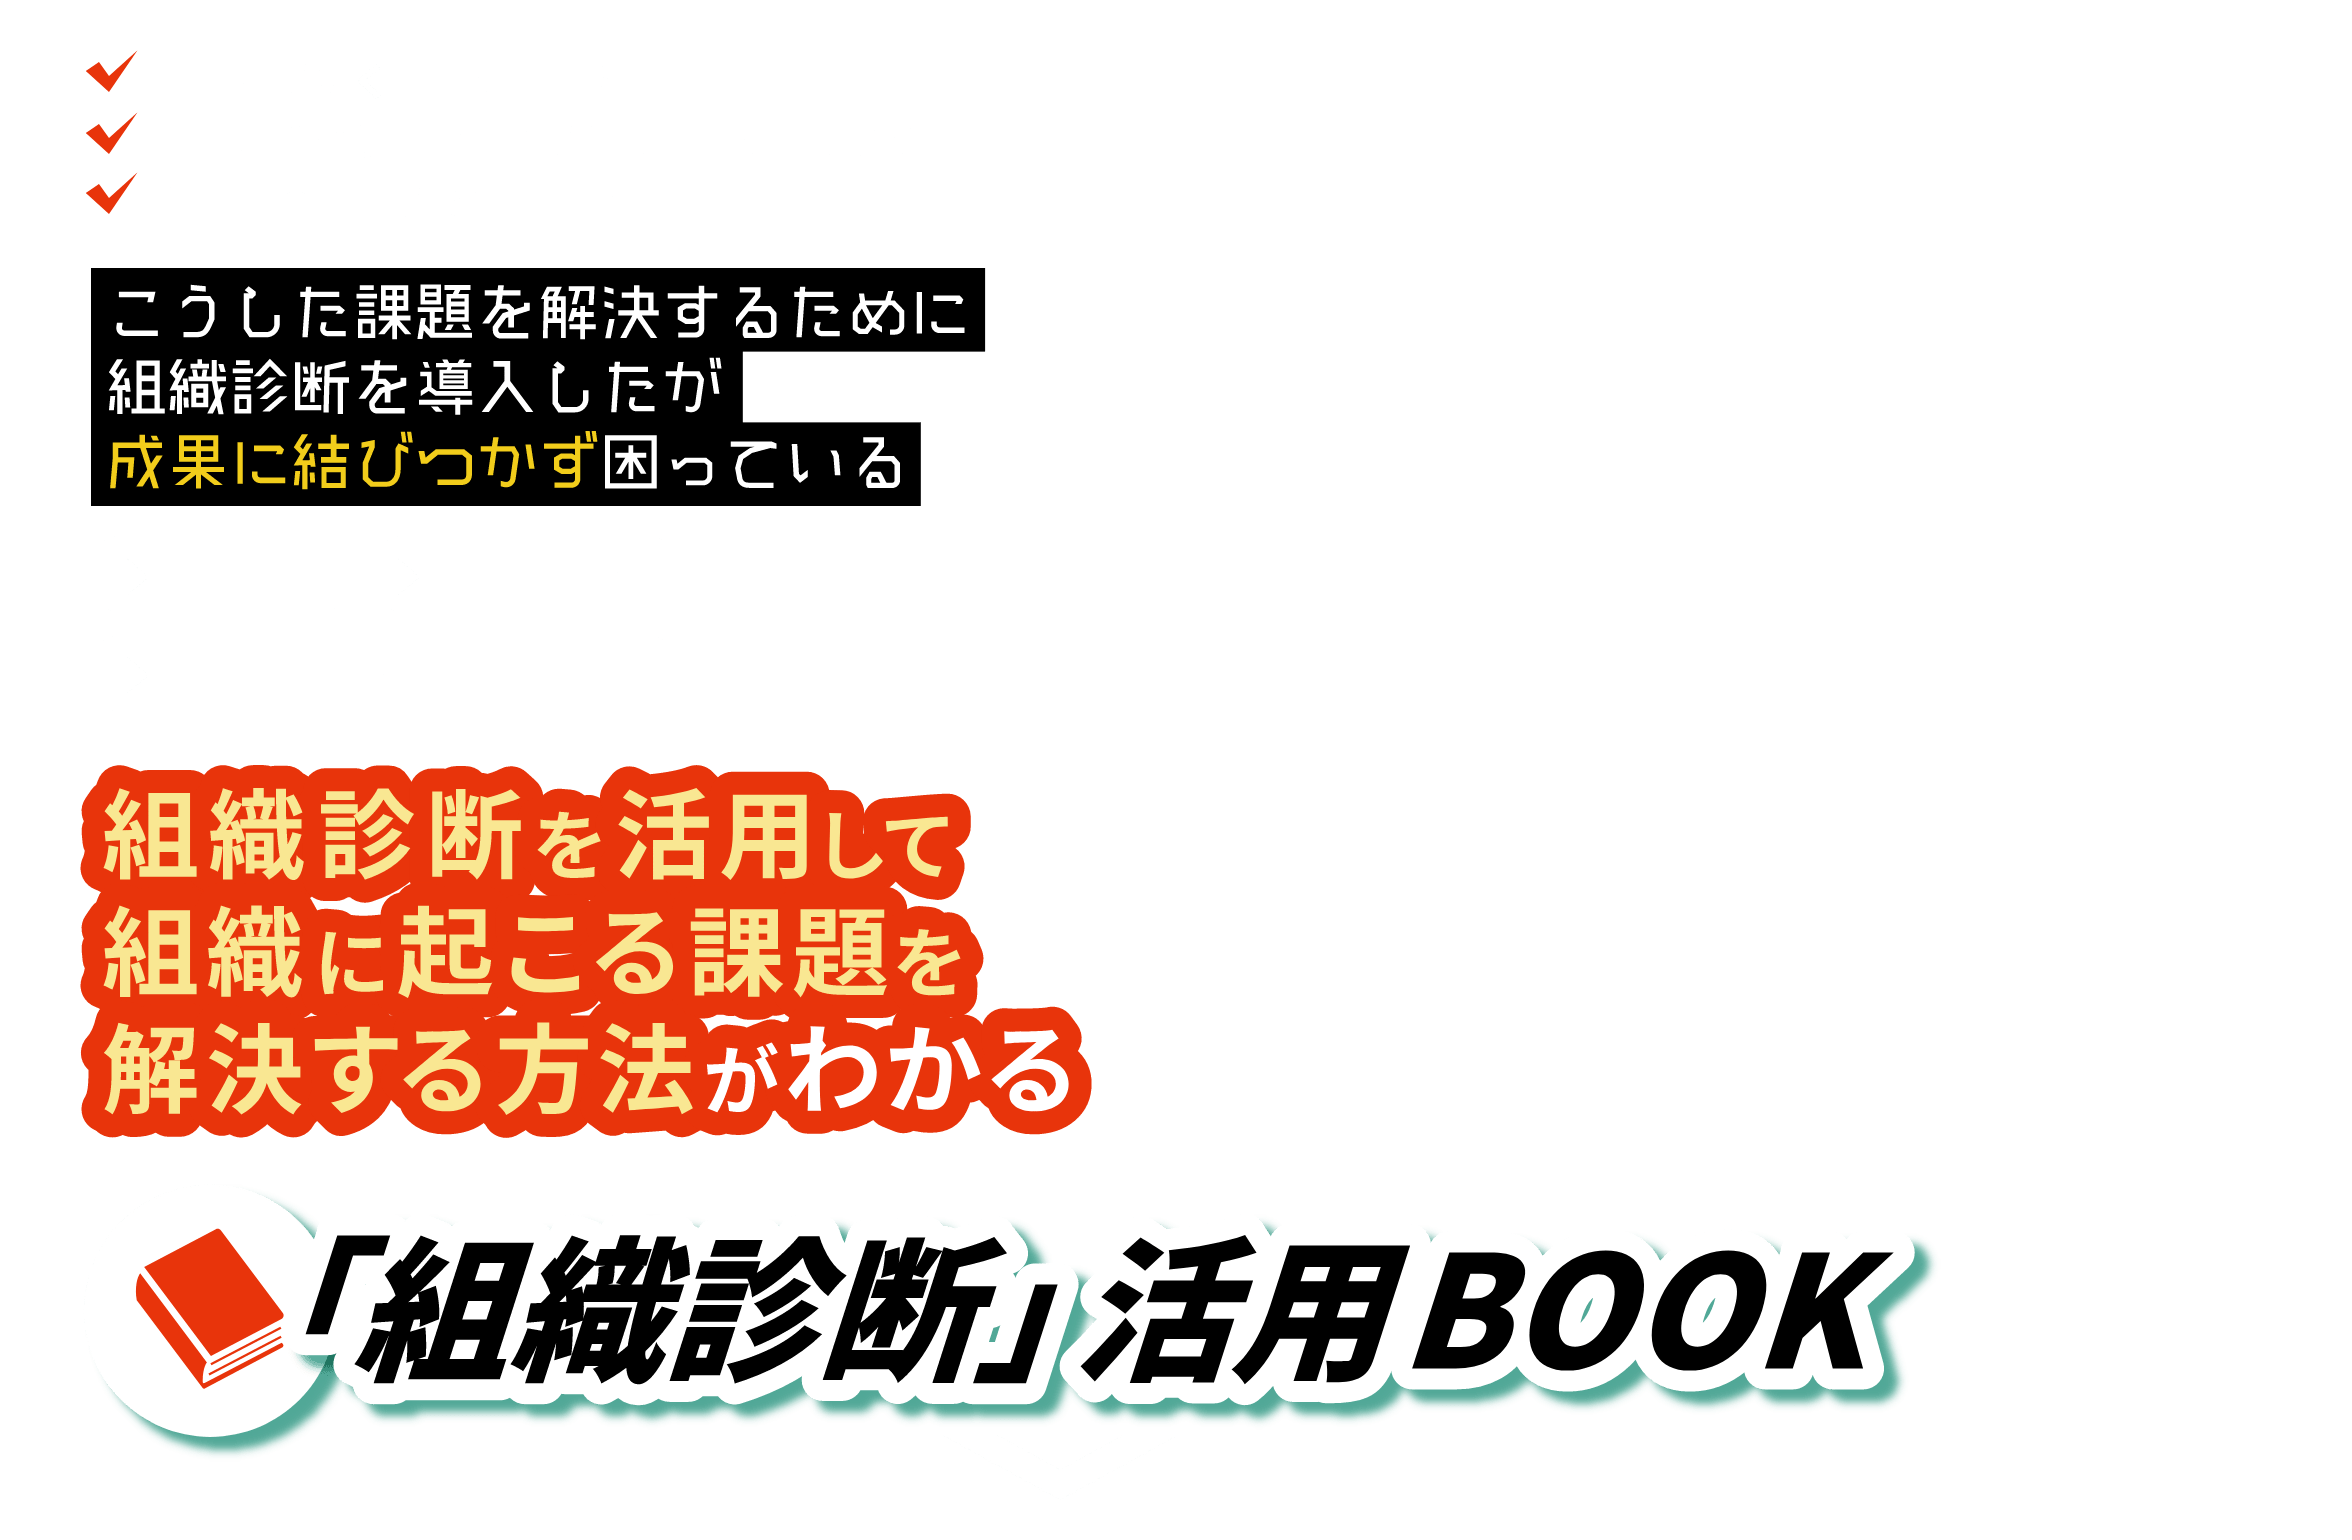 こうした課題を解決するために
組織診断を導入したが
成果に結びつかず困っている
組織診断を活用して
組織に起こる課題を
解決する方法がわかる
「組織診断」活用BOOK